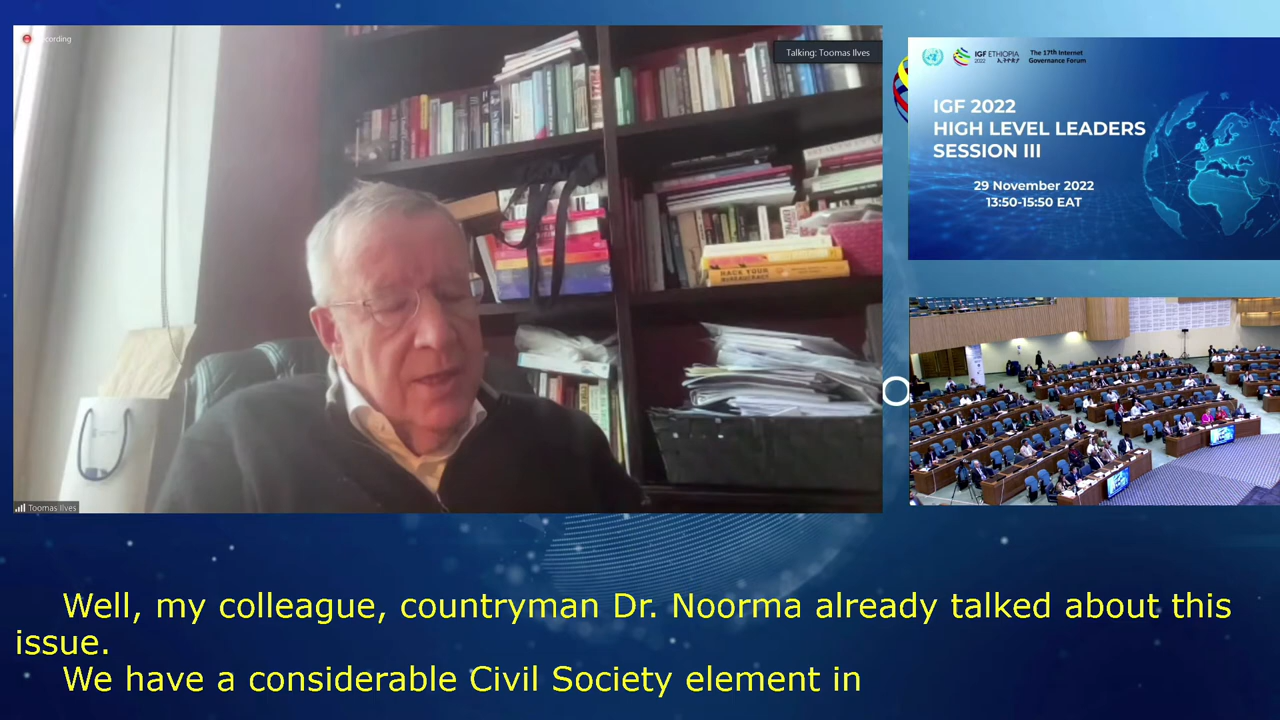 Recording
Talking: Toomas Ilves
HACK YOUR
BUREAUCRACY
Toomas Ilves
IGF ETHIOPIA
2022 ኢትዮጵያ
The 17th Internet
Governance Forum
IGF 2022
HIGH LEVEL LEADERS
SESSION III
29 November 2022
13:50-15:50 EAT
Well, my colleague, countryman Dr. Noorma already talked about this
issue.
We have a considerable Civil Society element in